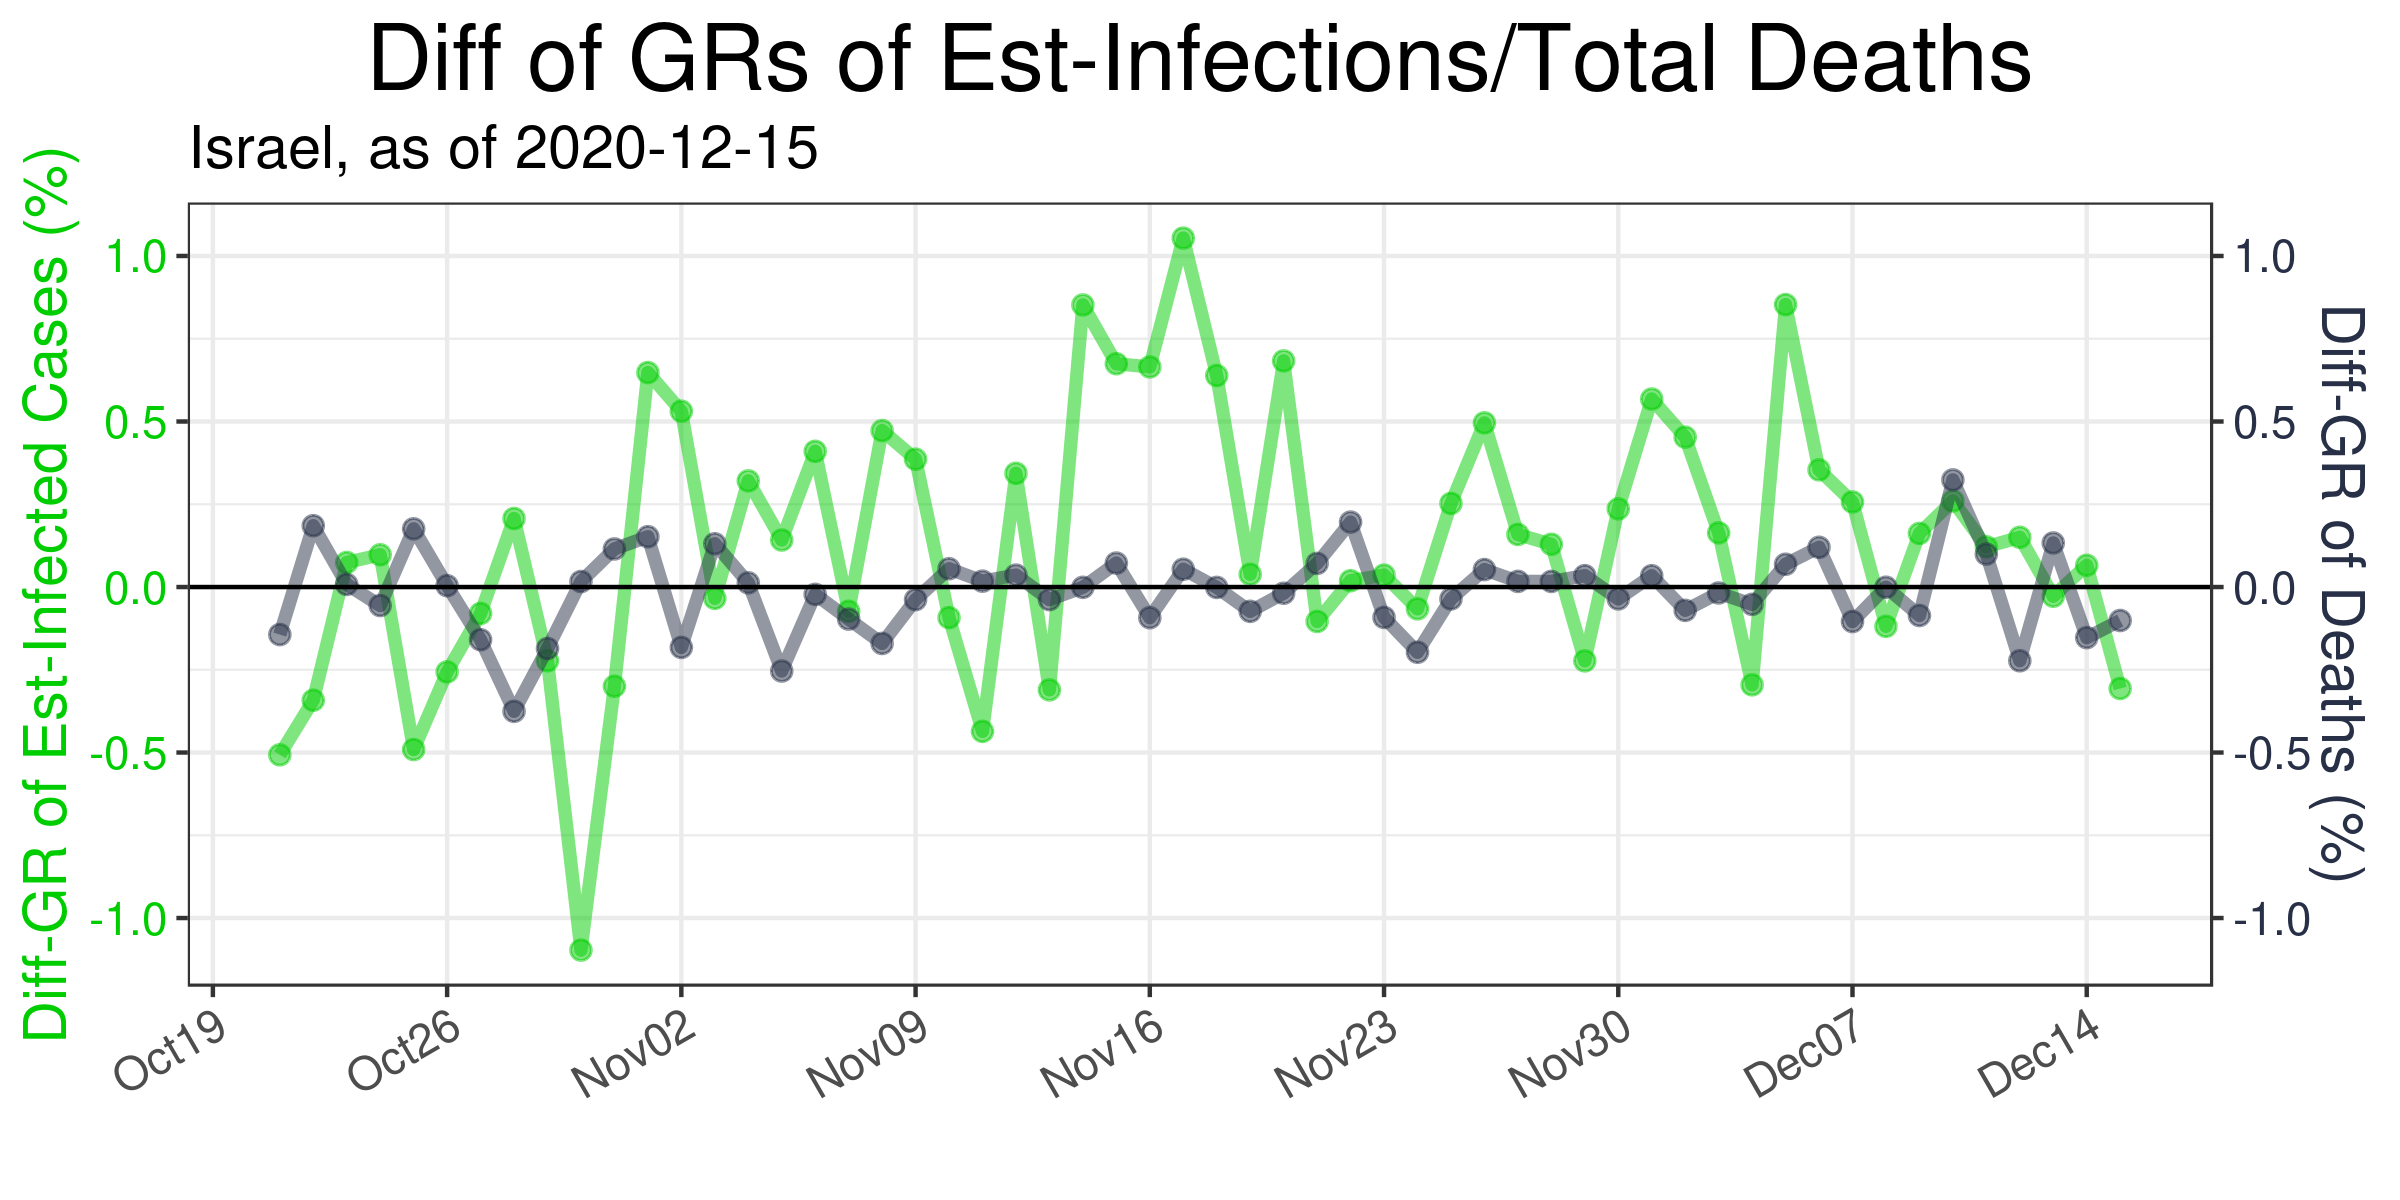 Diff of GRs of Est-Infections/Total Deaths
Israel, as of 2020-12-15
Diff-GR of Est-Infected Cases (%)
1.0
0.5
0.0
-0.5
-1.0
1.0
0.5
0.0
-0.5
-1.0
Diff-GR of Deaths (%)
Oct19
Oct26
Nov02
Nov09
Nov16
Nov23
Nov30
Dec07
Dec14